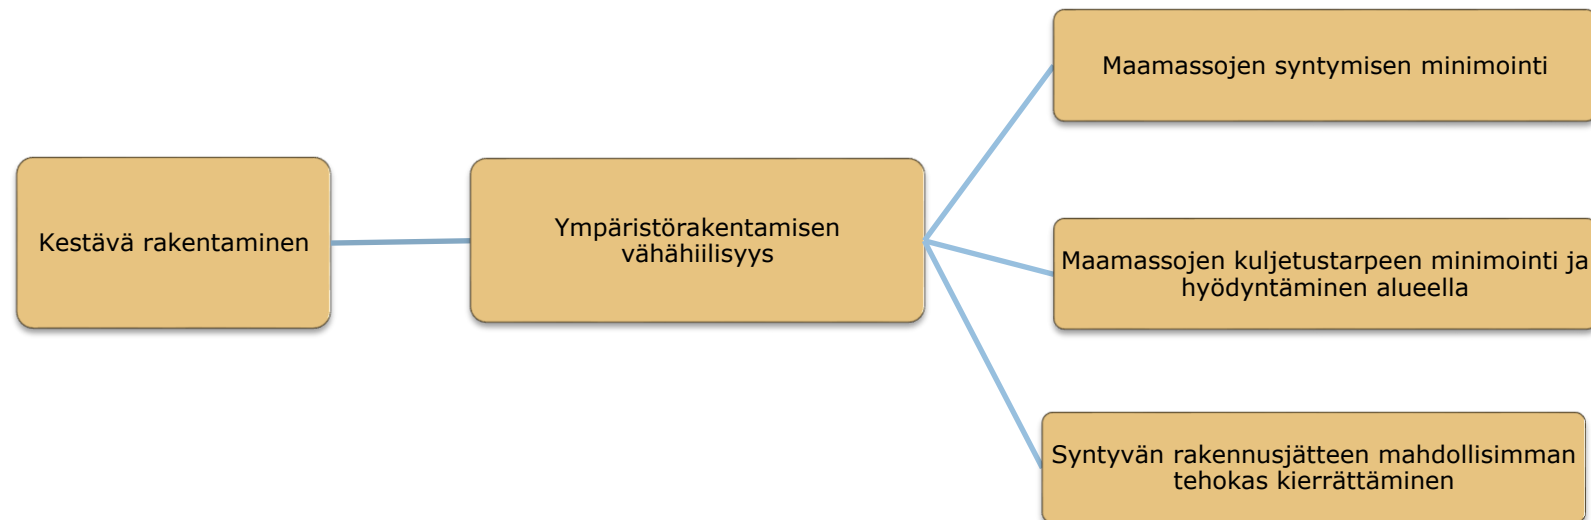 Kestävä rakentaminen
Ympäristörakentamisen
vähähiilisyys
Maamassojen syntymisen minimointi
Maamassojen kuljetustarpeen minimointi ja
hyödyntäminen alueella
Syntyvän rakennusjätteen mahdollisimman
tehokas kierrättäminen